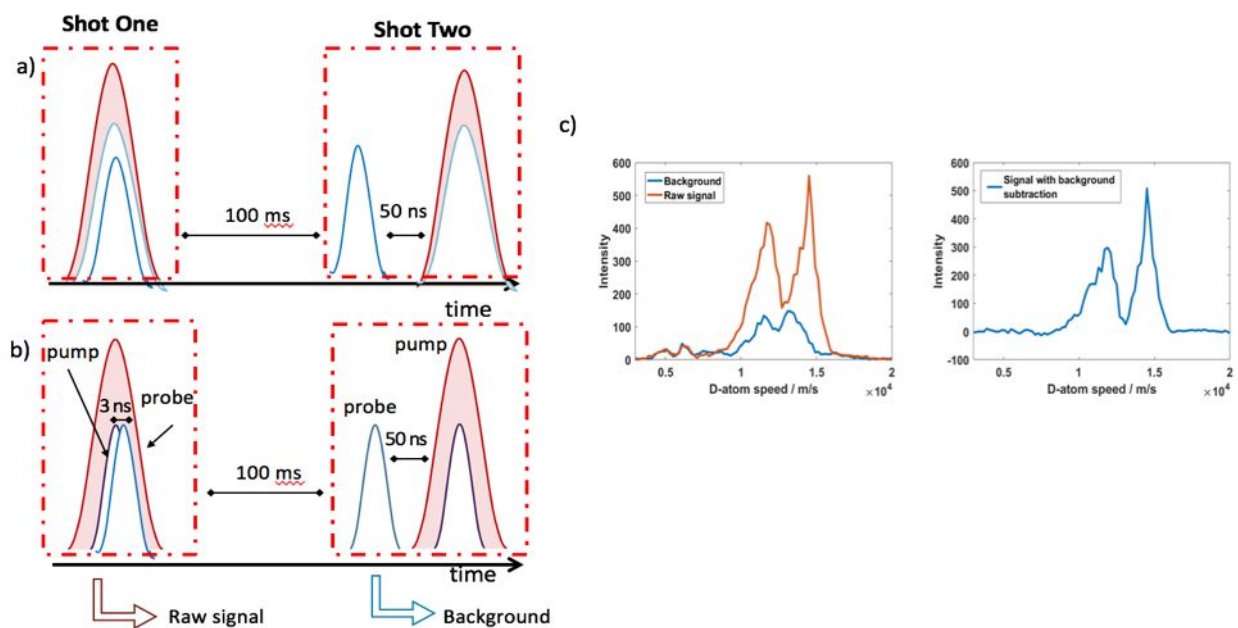 Shot One
Shot Two
a)
100 ms
50 ns
time
b)
pump
3 ns
probe
100 ms
probe
50 ns
pump
time
Raw signal
Background
c)
600
500
400
300
200
100
0
Intensity
Background
Raw signal
0.5
1
1.5
2
D-atom speed / m/s
×10⁴
600
500
400
300
200
100
0
-100
Intensity
Signal with background
subtraction
0.5
1
1.5
2
D-atom speed / m/s
×10⁴